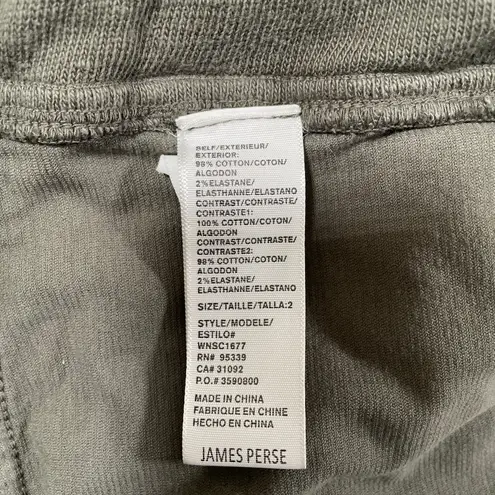 SELF/EXTERIEUR/
EXTERIOR:
98% COTTON/COTON/
ALGODON
2%ELASTANE/
ELASTHANNE/ELASTANO
CONTRAST/CONTRASTE/
CONTRASTE1:
100% COTTON/COTON/
ALGODON
CONTRAST/CONTRASTE/
CONTRASTE2:
98% COTTON/COTON/
ALGODON
2%ELASTANE/
ELASTHANNE/ELASTANO
SIZE/TAILLE/TALLA:2
STYLE/MODELE/
ESTILO#
WNSC1677
RN# 95339
CA# 31092
P.O.# 3590800
MADE IN CHINA
FABRIQUE EN CHINE
HECHO EN CHINA
JAMES PERSE